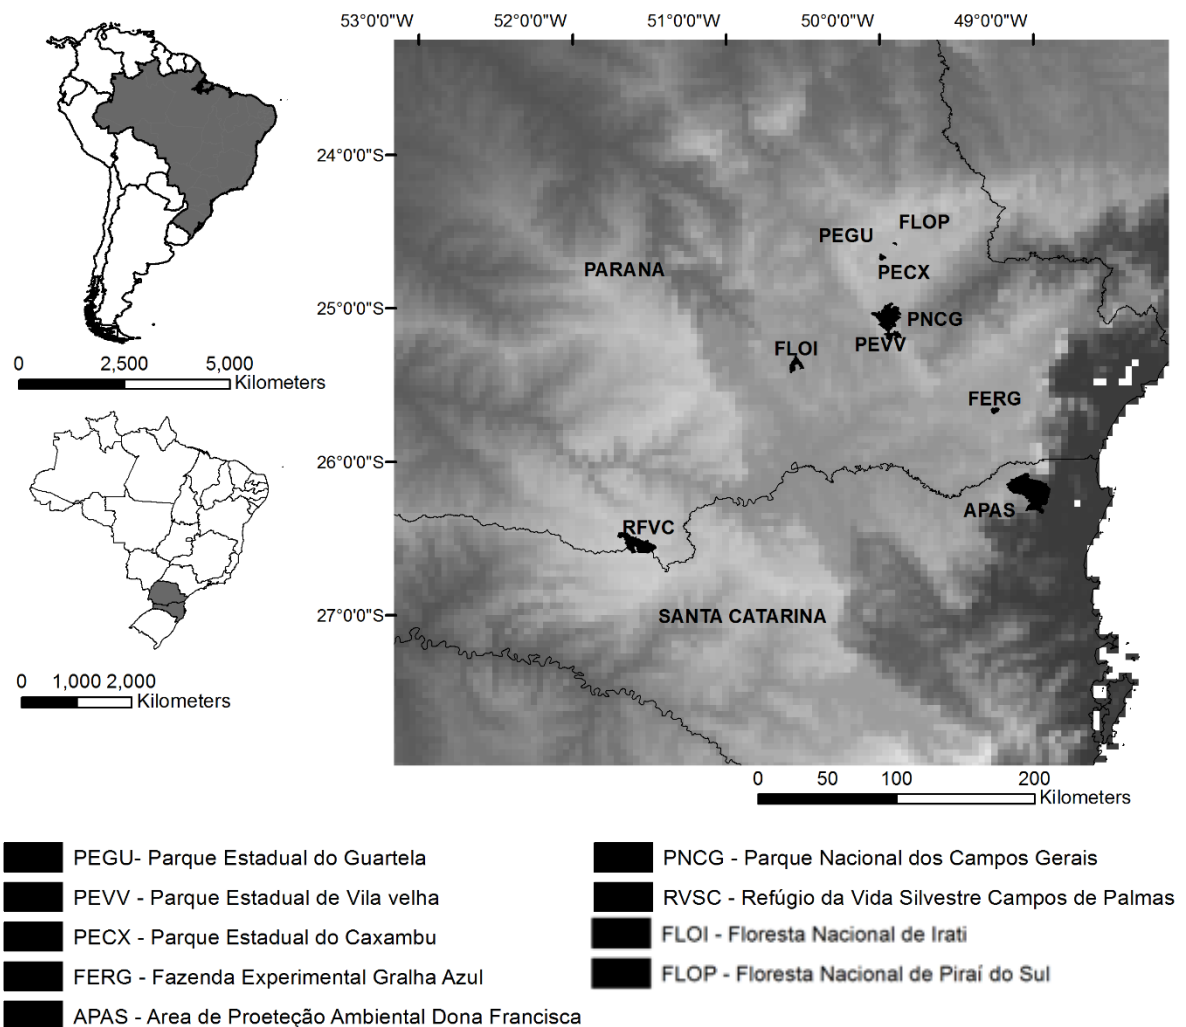 53°0'0"W 52°0'0"W 51°0'0"W 50°0'0"W 49°0'0"W
24°0'0"S
FLOP
PEGU
PECX
PARANA
25°0'0"S
PNCG
PEVV
FLOI
0 2,500 5,000
Kilometers
FERG
26°0'0"S
APAS
RFVC
27°0'0"S
SANTA CATARINA
0 1,000 2,000
Kilometers
0 50 100 200
Kilometers
PEGU- Parque Estadual do Guartela
PEVV - Parque Estadual de Vila velha
PECX - Parque Estadual do Caxambu
FERG - Fazenda Experimental Gralha Azul
APAS - Area de Proeteção Ambiental Dona Francisca
PNCG - Parque Nacional dos Campos Gerais
RVSC - Refúgio da Vida Silvestre Campos de Palmas
FLOI - Floresta Nacional de Irati
FLOP - Floresta Nacional de Piraí do Sul